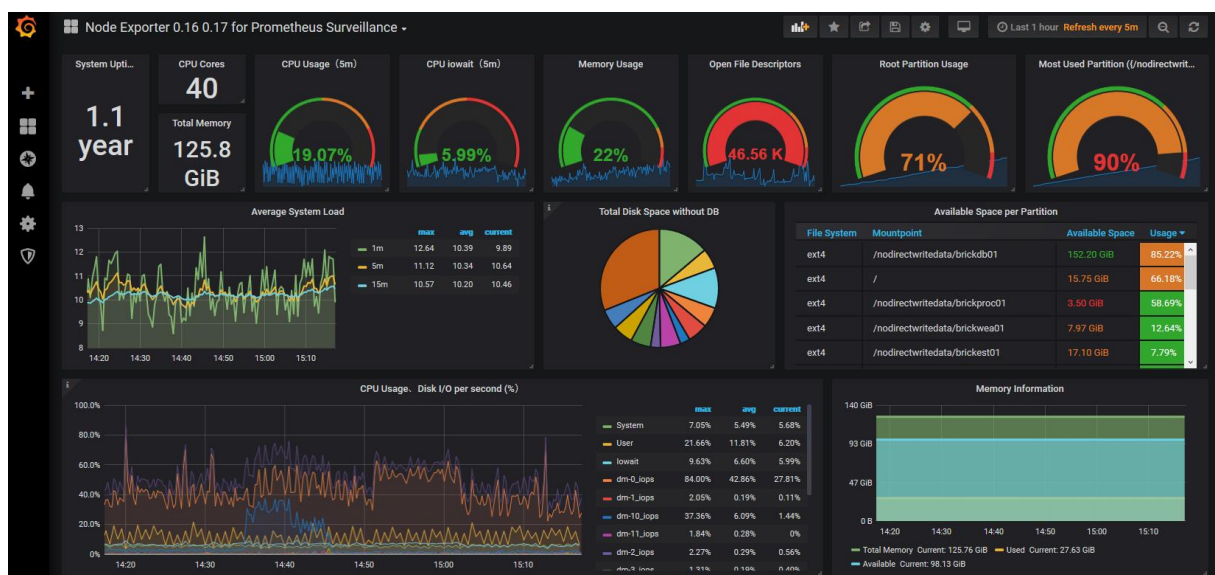 Node Exporter 0.16 0.17 for Prometheus Surveillance
Last 1 hour Refresh every 5m
System Upti...
1.1
year
CPU Cores
40
Total Memory
125.8
GiB
CPU Usage（5m）
19.07%
CPU iowait（5m）
5.99%
Memory Usage
22%
Open File Descriptors
46.56 K
Root Partition Usage
71%
Most Used Partition ({/nodirectwrit...
90%
Average System Load
13
12
11
10
9
8
14:20 14:30 14:40 14:50 15:00 15:10
max avg current
1m 12.64 10.39 9.89
5m 11.12 10.34 10.64
15m 10.57 10.20 10.46
Total Disk Space without DB
Available Space per Partition
File System Mountpoint Available Space Usage
ext4 /nodirectwritedata/brickdb01 152.20 GiB 85.22%
ext4 / 15.75 GiB 66.18%
ext4 /nodirectwritedata/brickproc01 3.50 GiB 58.69%
ext4 /nodirectwritedata/brickwea01 7.97 GiB 12.64%
ext4 /nodirectwritedata/brickest01 17.10 GiB 7.79%
CPU Usage、Disk I/O per second (%)
100.0%
80.0%
60.0%
40.0%
20.0%
0%
14:20 14:30 14:40 14:50 15:00 15:10
max avg current
System 7.05% 5.49% 5.68%
User 21.66% 11.81% 6.20%
Iowait 9.63% 6.60% 5.99%
dm-0_iops 84.00% 42.86% 27.81%
dm-1_iops 2.05% 0.19% 0.11%
dm-10_iops 37.36% 6.09% 1.44%
dm-11_iops 1.84% 0.28% 0%
dm-2_iops 2.27% 0.29% 0.56%
dm-3_iops 1.31% 0.19% 0.40%
Memory Information
140 GiB
93 GiB
47 GiB
0 B
14:20 14:30 14:40 14:50 15:00 15:10
Total Memory Current: 125.76 GiB Used Current: 27.63 GiB
Available Current: 98.13 GiB